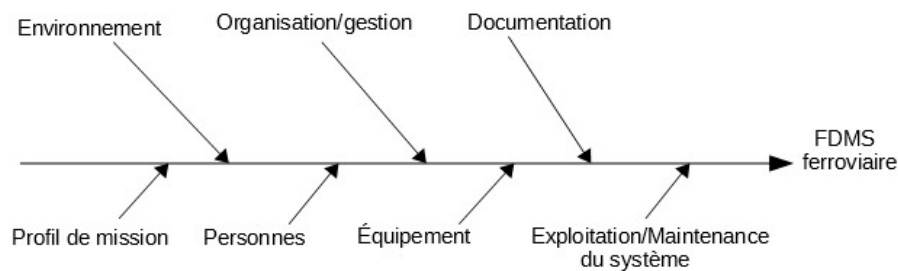 Environnement
Organisation/gestion
Documentation
FDMS
ferroviaire
Profil de mission
Personnes
Équipement
Exploitation/Maintenance
du système